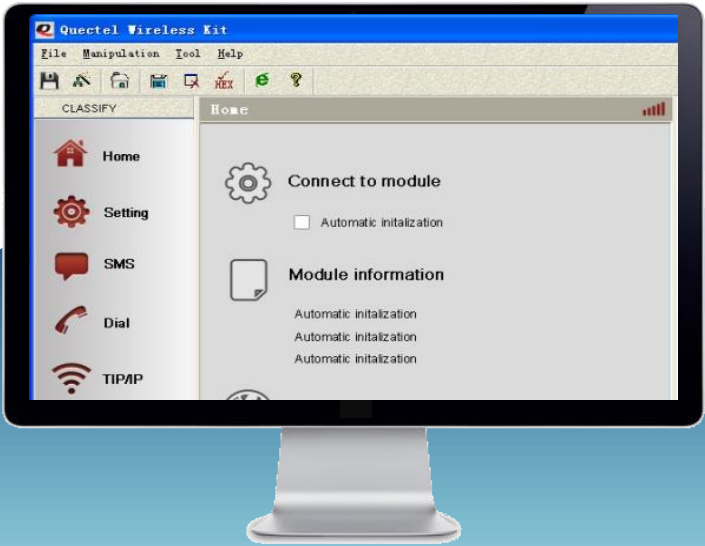 Quectel Wireless Kit
File Manipulation Tool Help
HEX
CLASSIFY
Home
Home
Setting
SMS
Dial
TIP/IP
Connect to module
Automatic initalization
Module information
Automatic initalization
Automatic initalization
Automatic initalization